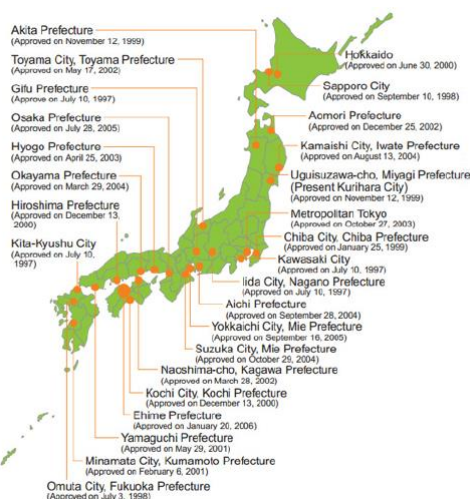 Akita Prefecture
(Approved on November 12, 1999)
Toyama City, Toyama Prefecture
(Approved on May 17, 2002)
Gifu Prefecture
(Approve on July 10, 1997)
Osaka Prefecture
(Approved on July 28, 2005)
Hyogo Prefecture
(Approved on April 25, 2003)
Okayama Prefecture
(Approved on March 29, 2004)
Hiroshima Prefecture
(Approved on December 13,
2000)
Kita-Kyushu City
(Approved on July 10,
1997)
Hokkaido
(Approved on June 30, 2000)
Sapporo City
(Approved on September 10, 1998)
Aomori Prefecture
(Approved on December 25, 2002)
Kamaishi City, Iwate Prefecture
(Approved on August 13, 2004)
Uguisuzawa-cho, Miyagi Prefecture
(Present Kurihara City)
(Approved on November 12, 1999)
Metropolitan Tokyo
(Approved on October 27, 2003)
Chiba City, Chiba Prefecture
(Approved on January 25, 1999)
Kawasaki City
(Approved on July 10, 1997)
Iida City, Nagano Prefecture
(Approved on July 10, 1997)
Aichi Prefecture
(Approved on September 28, 2004)
Yokkaichi City, Mie Prefecture
(Approved on September 16, 2005)
Suzuka City, Mie Prefecture
(Approved on October 29, 2004)
Naoshima-cho, Kagawa Prefecture
(Approved on March 28, 2002)
Kochi City, Kochi Prefecture
(Approved on December 13, 2000)
Ehime Prefecture
(Approved on January 20, 2006)
Yamaguchi Prefecture
(Approved on May 29, 2001)
Minamata City, Kumamoto Prefecture
(Approved on February 6, 2001)
Omuta City, Fukuoka Prefecture
(Approved on July 3, 1998)